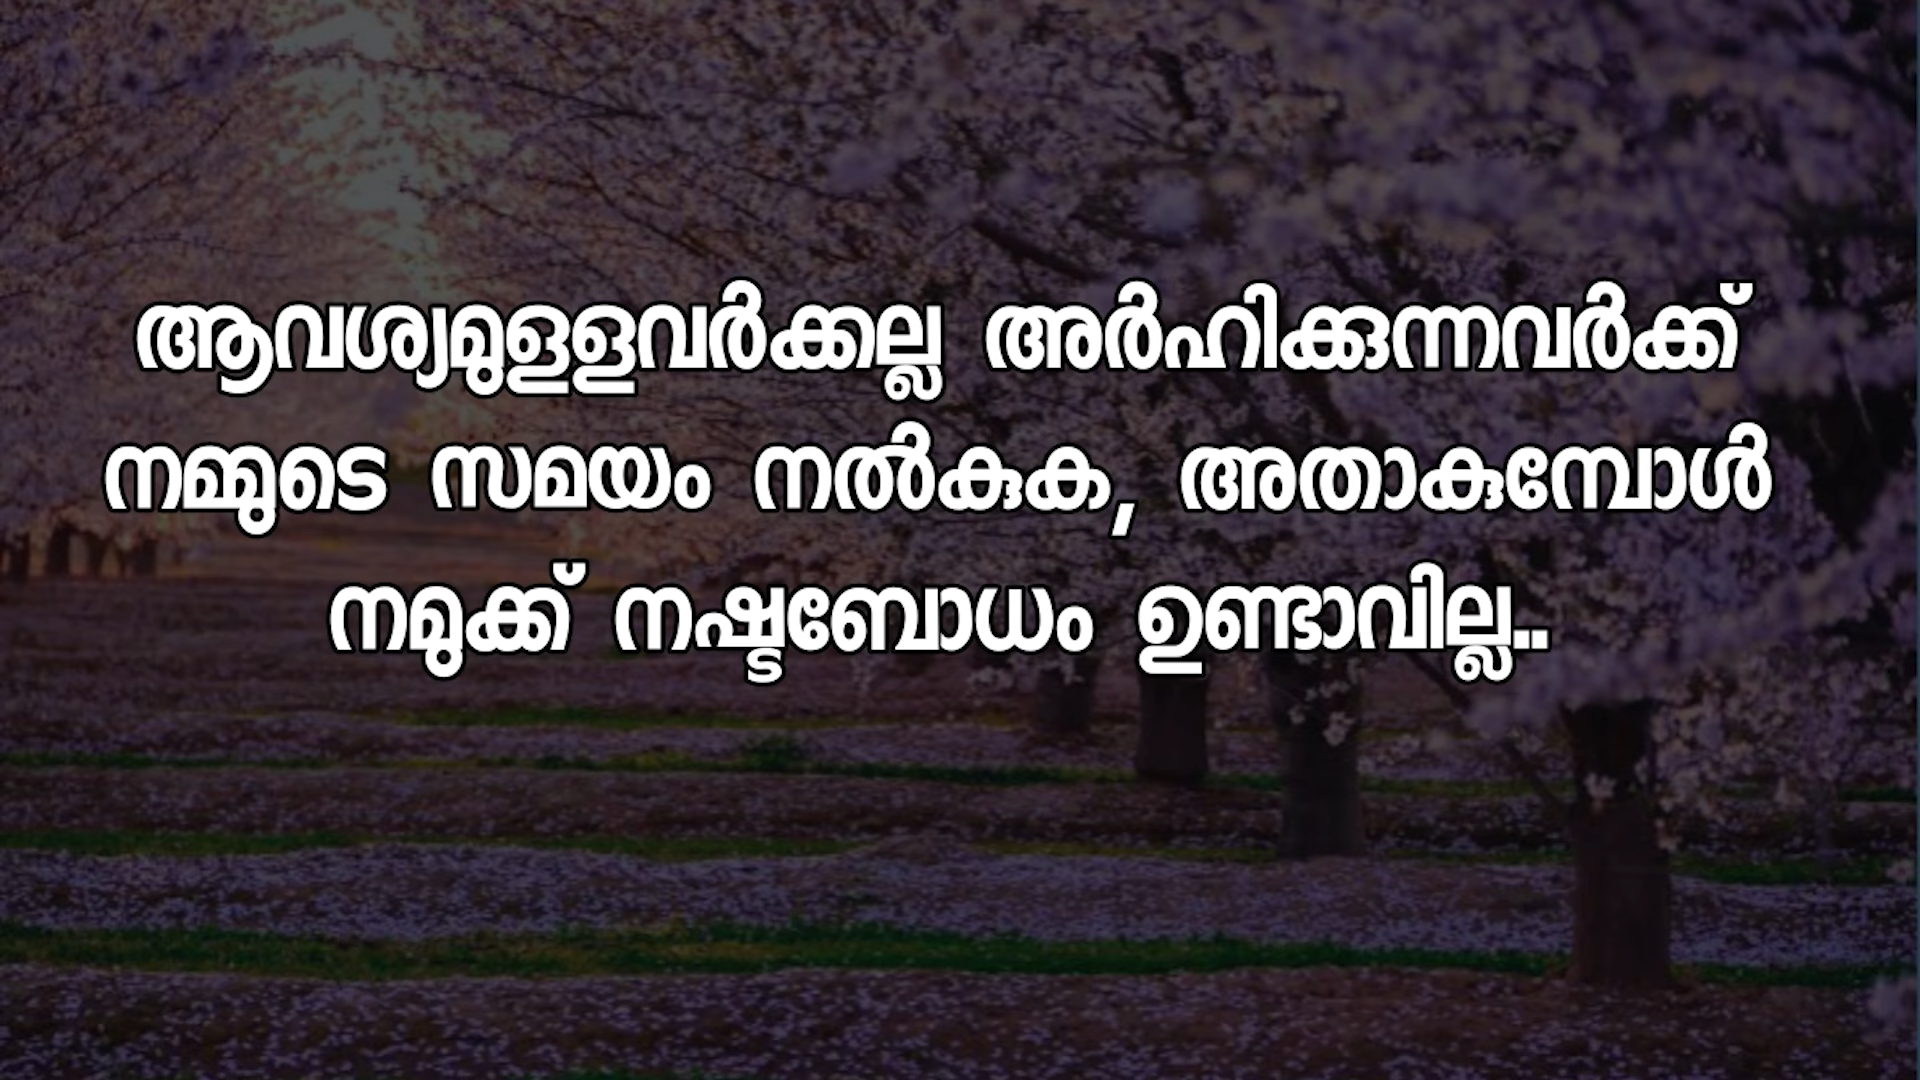 ആവശ്യമുള്ളവർക്കല്ല അർഹിക്കുന്നവർക്ക്
നമ്മുടെ സമയം നൽകുക, അതാകുമ്പോൾ
നമുക്ക് നഷ്ടബോധം ഉണ്ടാവില്ല..